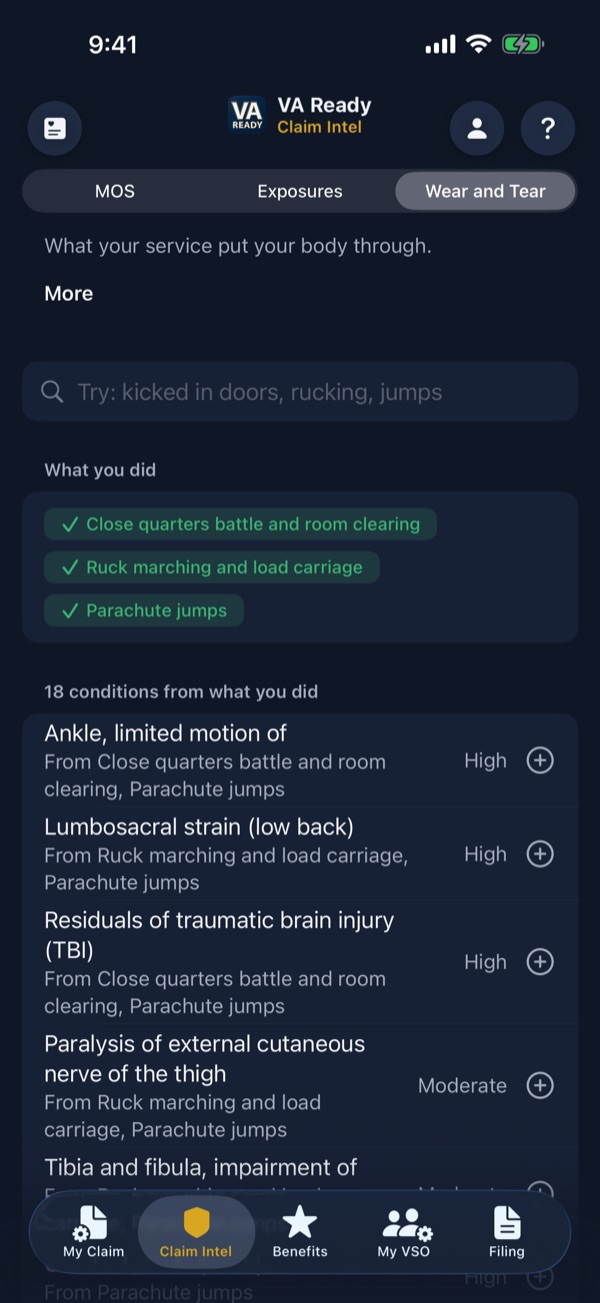 9:41
VA
READY
VA Ready
Claim Intel
?
MOS
Exposures
Wear and Tear
What your service put your body through.
More
Try: kicked in doors, rucking, jumps
What you did
✓ Close quarters battle and room clearing
✓ Ruck marching and load carriage
✓ Parachute jumps
18 conditions from what you did
Ankle, limited motion of
From Close quarters battle and room
clearing, Parachute jumps
High
Lumbosacral strain (low back)
From Ruck marching and load carriage,
Parachute jumps
High
Residuals of traumatic brain injury
(TBI)
From Close quarters battle and room
clearing, Parachute jumps
High
Paralysis of external cutaneous
nerve of the thigh
From Ruck marching and load
carriage, Parachute jumps
Moderate
Tibia and fibula, impairment of
My Claim
Claim Intel
Benefits
My VSO
Filing
High
From Parachute jumps